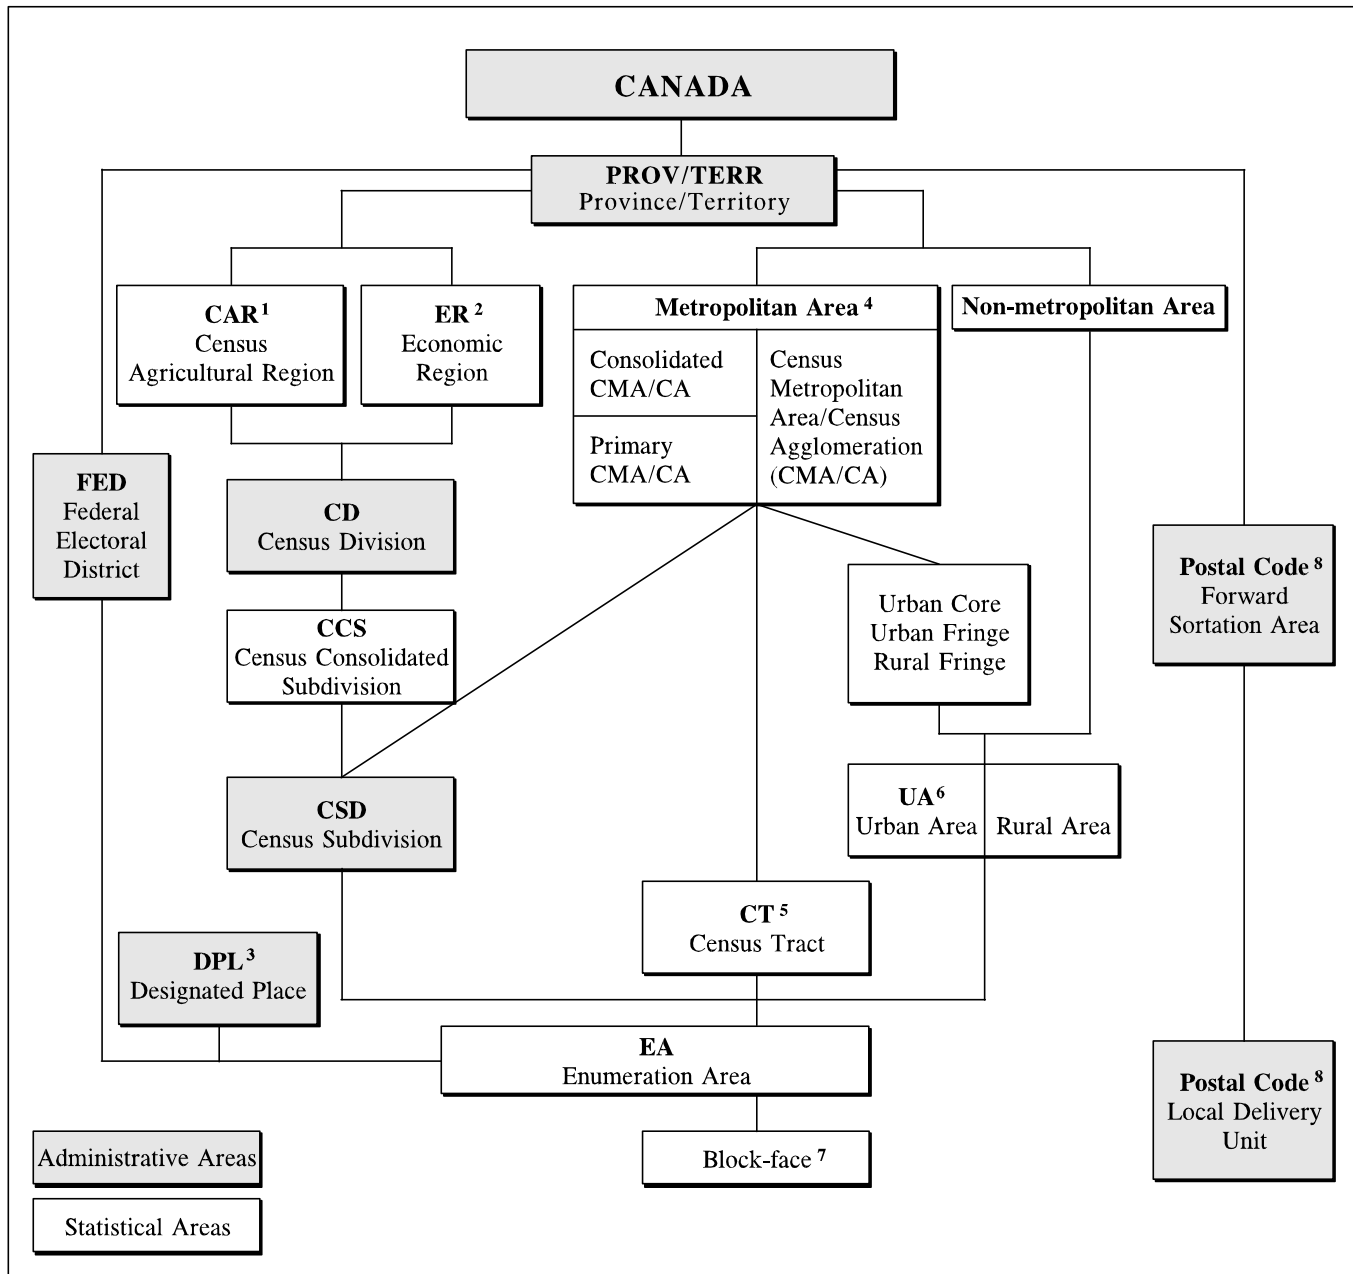 CANADA
PROV/TERR
Province/Territory
CAR 1
Census
Agricultural Region
ER 2
Economic
Region
Metropolitan Area 4
Consolidated
CMA/CA
Primary
CMA/CA
Census
Metropolitan
Area/Census
Agglomeration
(CMA/CA)
Non-metropolitan Area
FED
Federal
Electoral
District
CD
Census Division
CCS
Census Consolidated
Subdivision
Urban Core
Urban Fringe
Rural Fringe
Postal Code 8
Forward
Sortation Area
CSD
Census Subdivision
UA 6
Urban Area
Rural Area
CT 5
Census Tract
DPL 3
Designated Place
EA
Enumeration Area
Block-face 7
Postal Code 8
Local Delivery
Unit
Administrative Areas
Statistical Areas